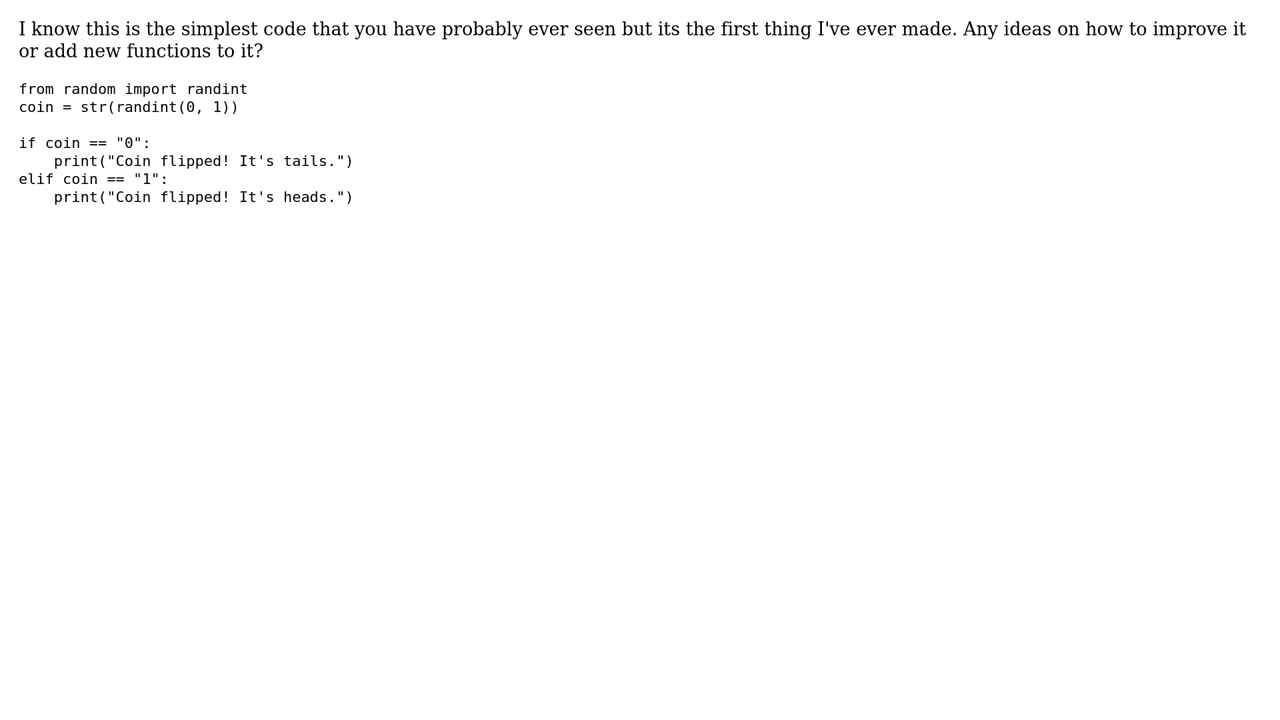 I know this is the simplest code that you have probably ever seen but its the first thing I've ever made. Any ideas on how to improve it
or add new functions to it?
from random import randint
coin = str(randint(0, 1))
if coin == "0":
    print("Coin flipped! It's tails.")
elif coin == "1":
    print("Coin flipped! It's heads.")